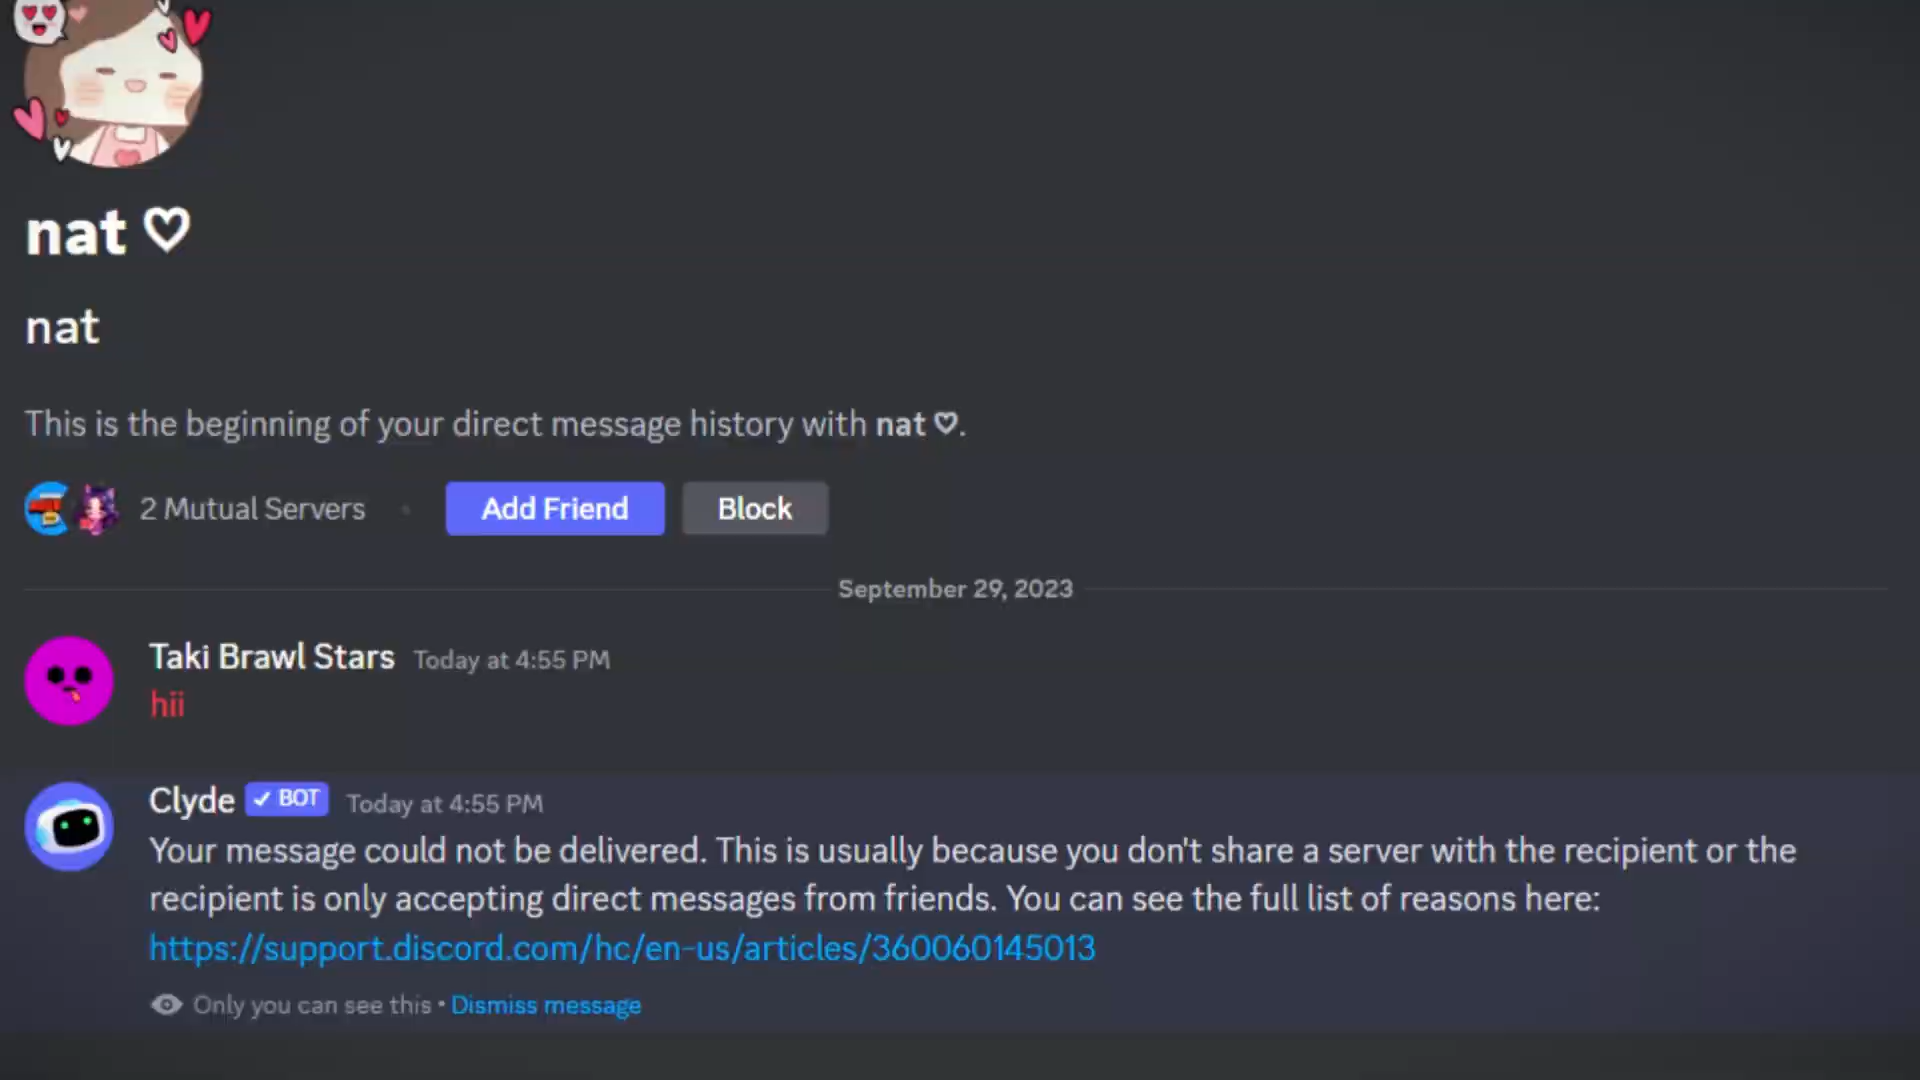 nat ♡
nat
This is the beginning of your direct message history with nat ♡.
2 Mutual Servers • Add Friend Block
September 29, 2023
Taki Brawl Stars Today at 4:55 PM
hii
Clyde ✓ BOT Today at 4:55 PM
Your message could not be delivered. This is usually because you don't share a server with the recipient or the
recipient is only accepting direct messages from friends. You can see the full list of reasons here:
https://support.discord.com/hc/en-us/articles/360060145013
Only you can see this • Dismiss message